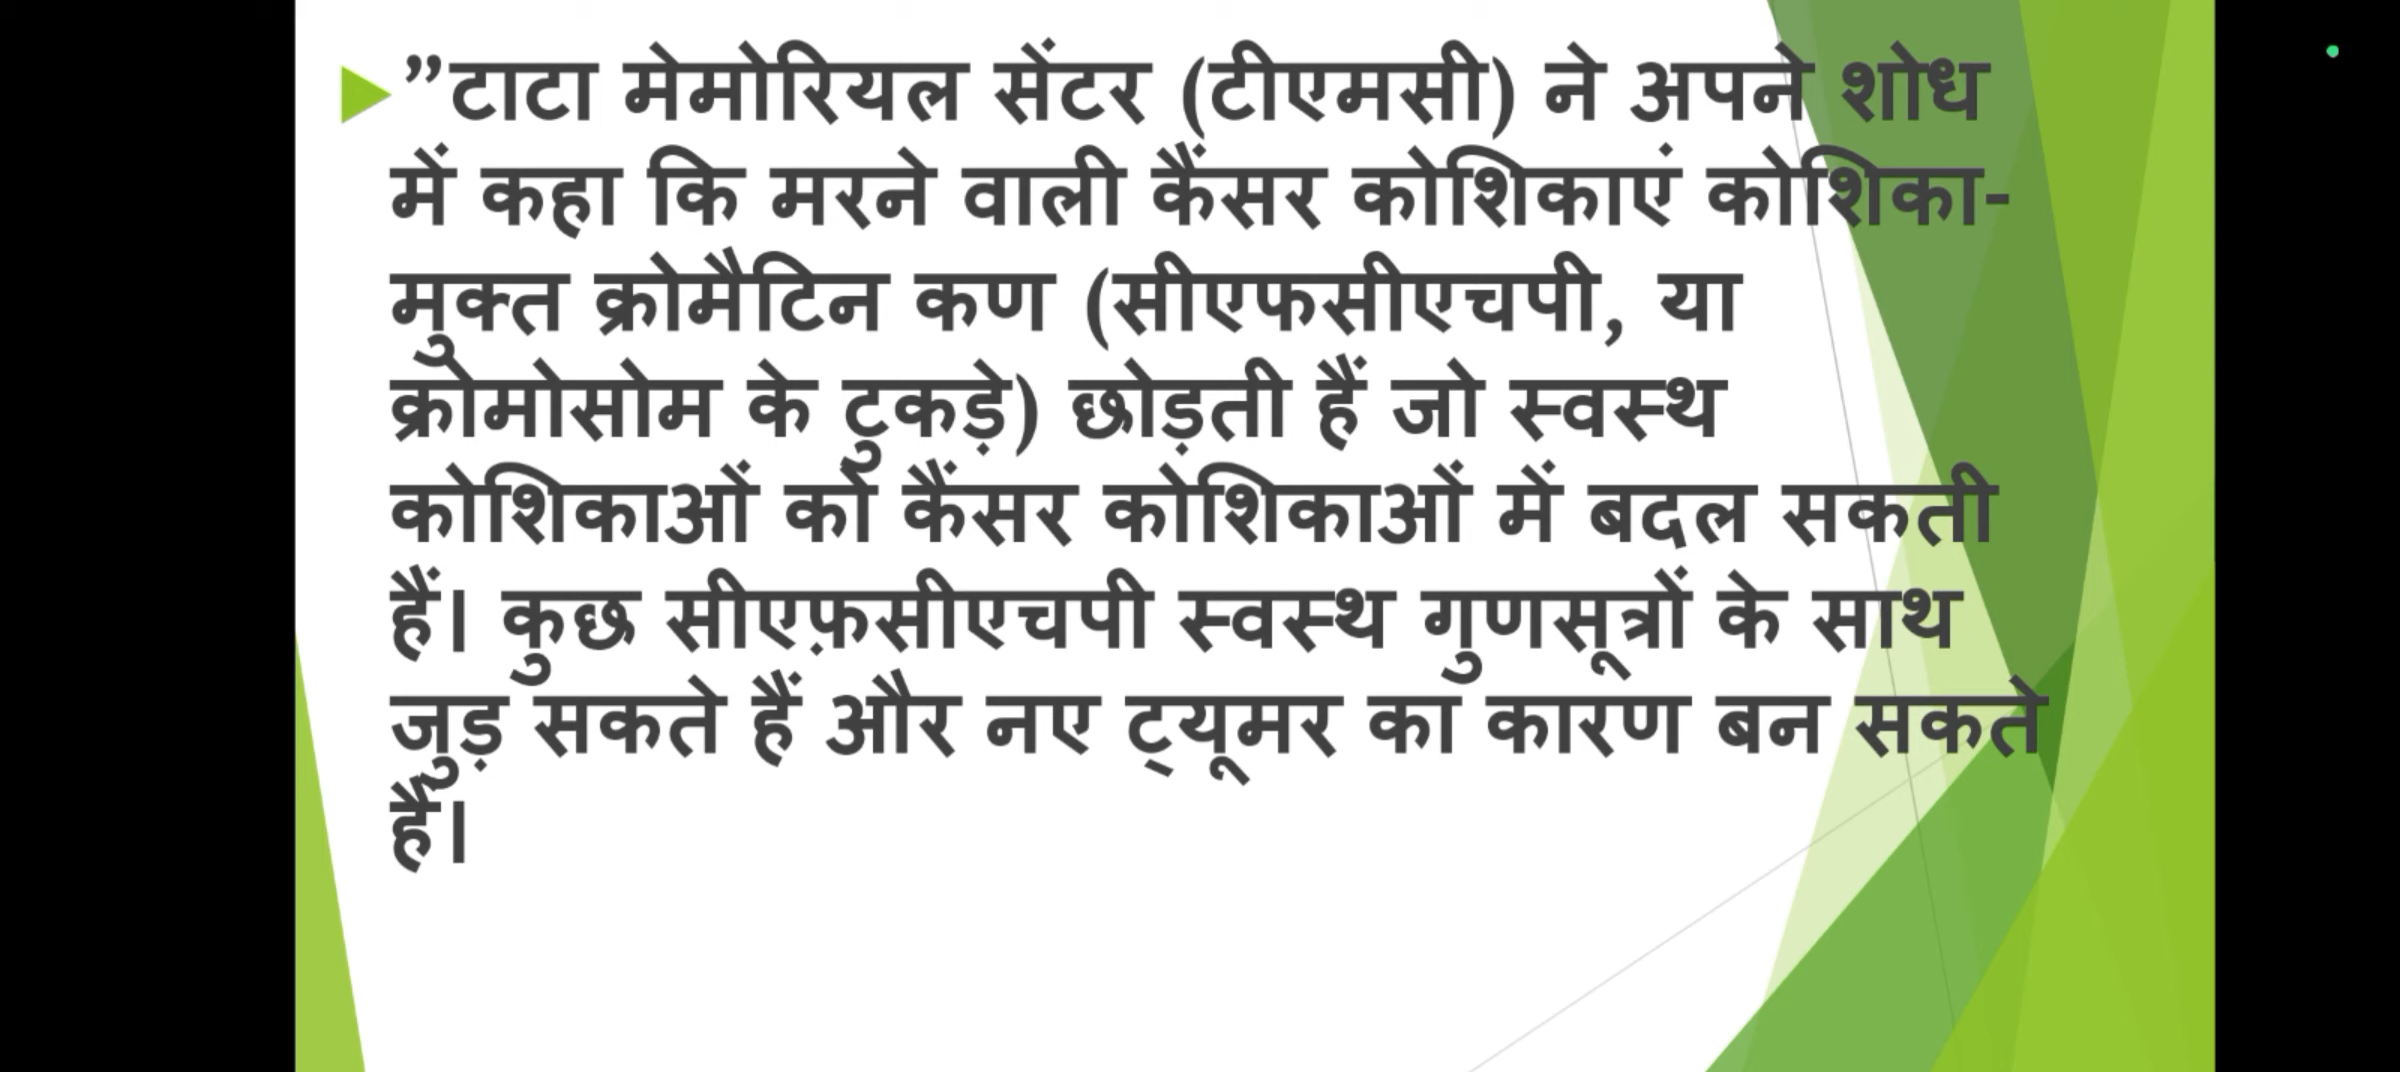 ”टाटा मेमोरियल सेंटर (टीएमसी) ने अपने शोध
में कहा कि मरने वाली कैंसर कोशिकाएं कोशिका-
मुक्त क्रोमैटिन कण (सीएफसीएचपी, या
क्रोमोसोम के टुकड़े) छोड़ती हैं जो स्वस्थ
कोशिकाओं को कैंसर कोशिकाओं में बदल सकती
हैं। कुछ सीएफ़सीएचपी स्वस्थ गुणसूत्रों के साथ
जुड़ सकते हैं और नए ट्यूमर का कारण बन सकते
हैं।